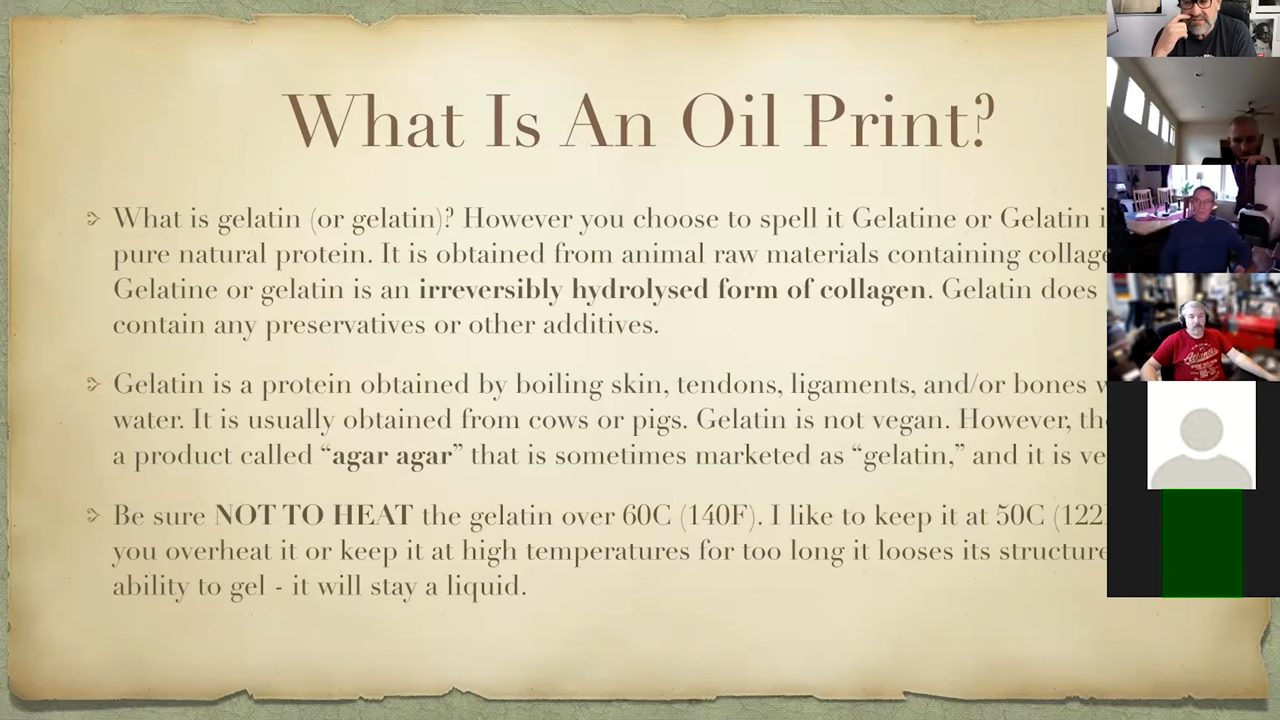 What Is An Oil Print?
What is gelatin (or gelatin)? However you choose to spell it Gelatine or Gelatin
pure natural protein. It is obtained from animal raw materials containing
Gelatine or gelatin is an irreversibly hydrolysed form of collagen. Gelatin does
contain any preservatives or other additives.
Gelatin is a protein obtained by boiling skin, tendons, ligaments, and/or bones
water. It is usually obtained from cows or pigs. Gelatin is not vegan. However,
a product called “agar agar” that is sometimes marketed as “gelatin,” and it is
Be sure NOT TO HEAT the gelatin over 60C (140F). I like to keep it at 50C (122
you overheat it or keep it at high temperatures for too long it looses its structure
ability to gel - it will stay a liquid.
Atlantis